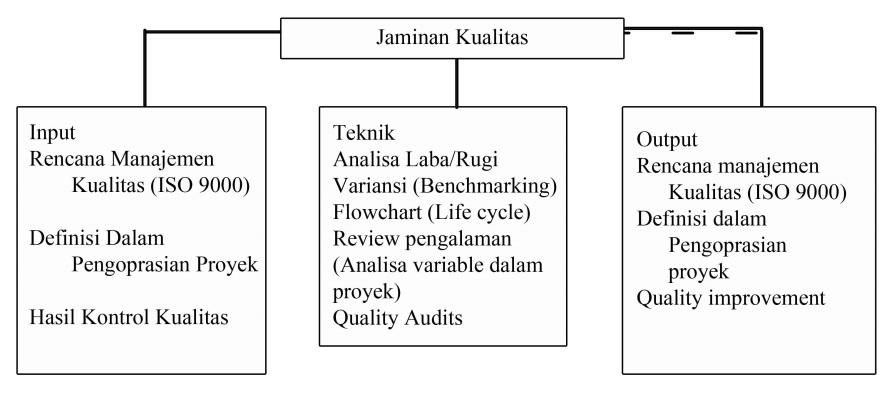 Jaminan Kualitas
Input
Rencana Manajemen
Kualitas (ISO 9000)
Definisi Dalam
Pengoprasian Proyek
Hasil Kontrol Kualitas
Teknik
Analisa Laba/Rugi
Variansi (Benchmarking)
Flowchart (Life cycle)
Review pengalaman
(Analisa variable dalam
proyek)
Quality Audits
Output
Rencana manajemen
Kualitas (ISO 9000)
Definisi dalam
Pengoprasian
proyek
Quality improvement